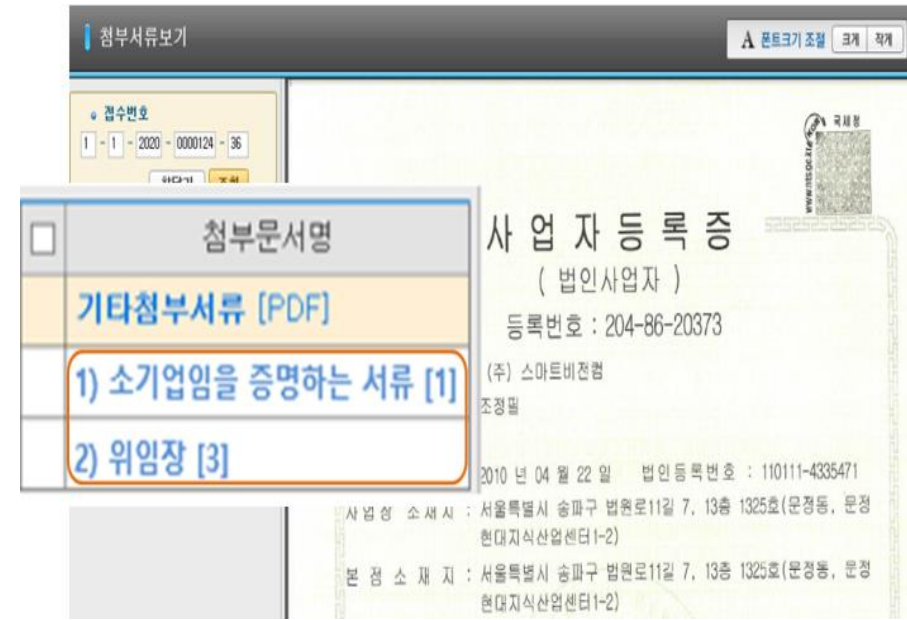 첨부서류보기
A 폰트크기 조절 크게 작게
접수번호
1 - 1 - 2020 - 0000124 - 36
첨부문서명
기타첨부서류 [PDF]
1) 소기업임을 증명하는 서류 [1]
2) 위임장 [3]
국세청
사업자등록증
( 법인사업자 )
등록번호 : 204-86-20373
(주) 스마트비전컴
조정필
2010 년 04 월 22 일 법인등록번호 : 110111-4335471
사업장 소재지 : 서울특별시 송파구 법원로11길 7, 13층 1325호(문정동, 문정
현대지식산업센터1-2)
본점소재지 : 서울특별시 송파구 법원로11길 7, 13층 1325호(문정동, 문정
현대지식산업센터1-2)